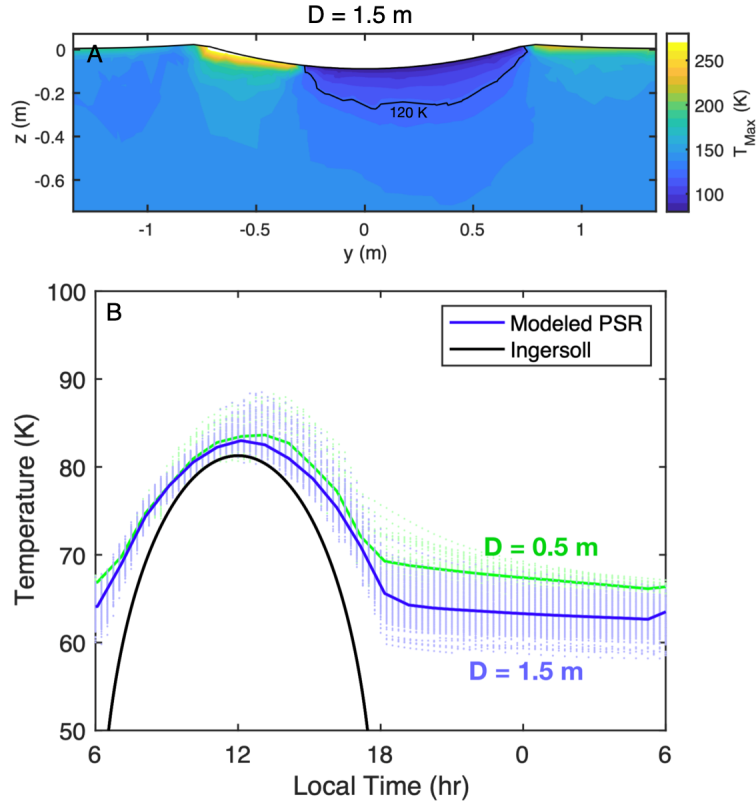 D = 1.5 m
A
0
-0.2
-0.4
-0.6
z (m)
120 K
-1
-0.5
0
0.5
1
y (m)
250
200
150
100
T_Max (K)
B
100
90
80
70
60
50
Temperature (K)
Modeled PSR
Ingersoll
D = 0.5 m
D = 1.5 m
6
12
18
0
6
Local Time (hr)